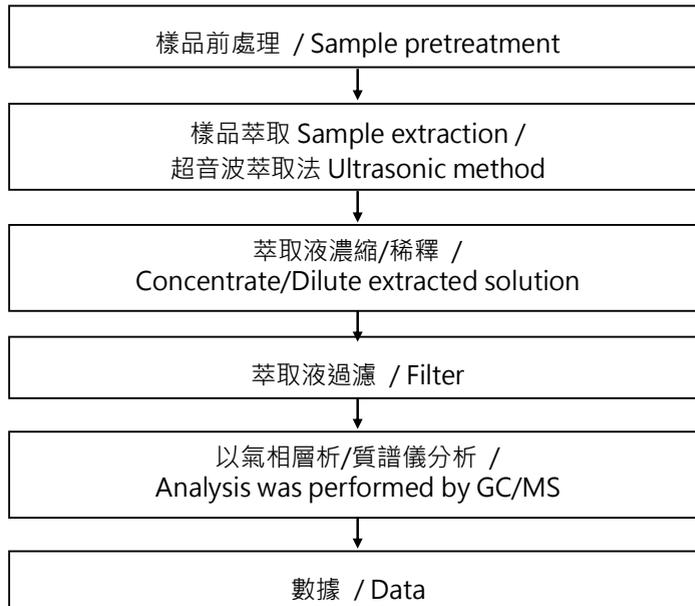 樣品前處理 / Sample pretreatment
樣品萃取 Sample extraction /
超音波萃取法 Ultrasonic method
萃取液濃縮/稀釋 /
Concentrate/Dilute extracted solution
萃取液過濾 / Filter
以氣相層析/質譜儀分析 /
Analysis was performed by GC/MS
數據 / Data